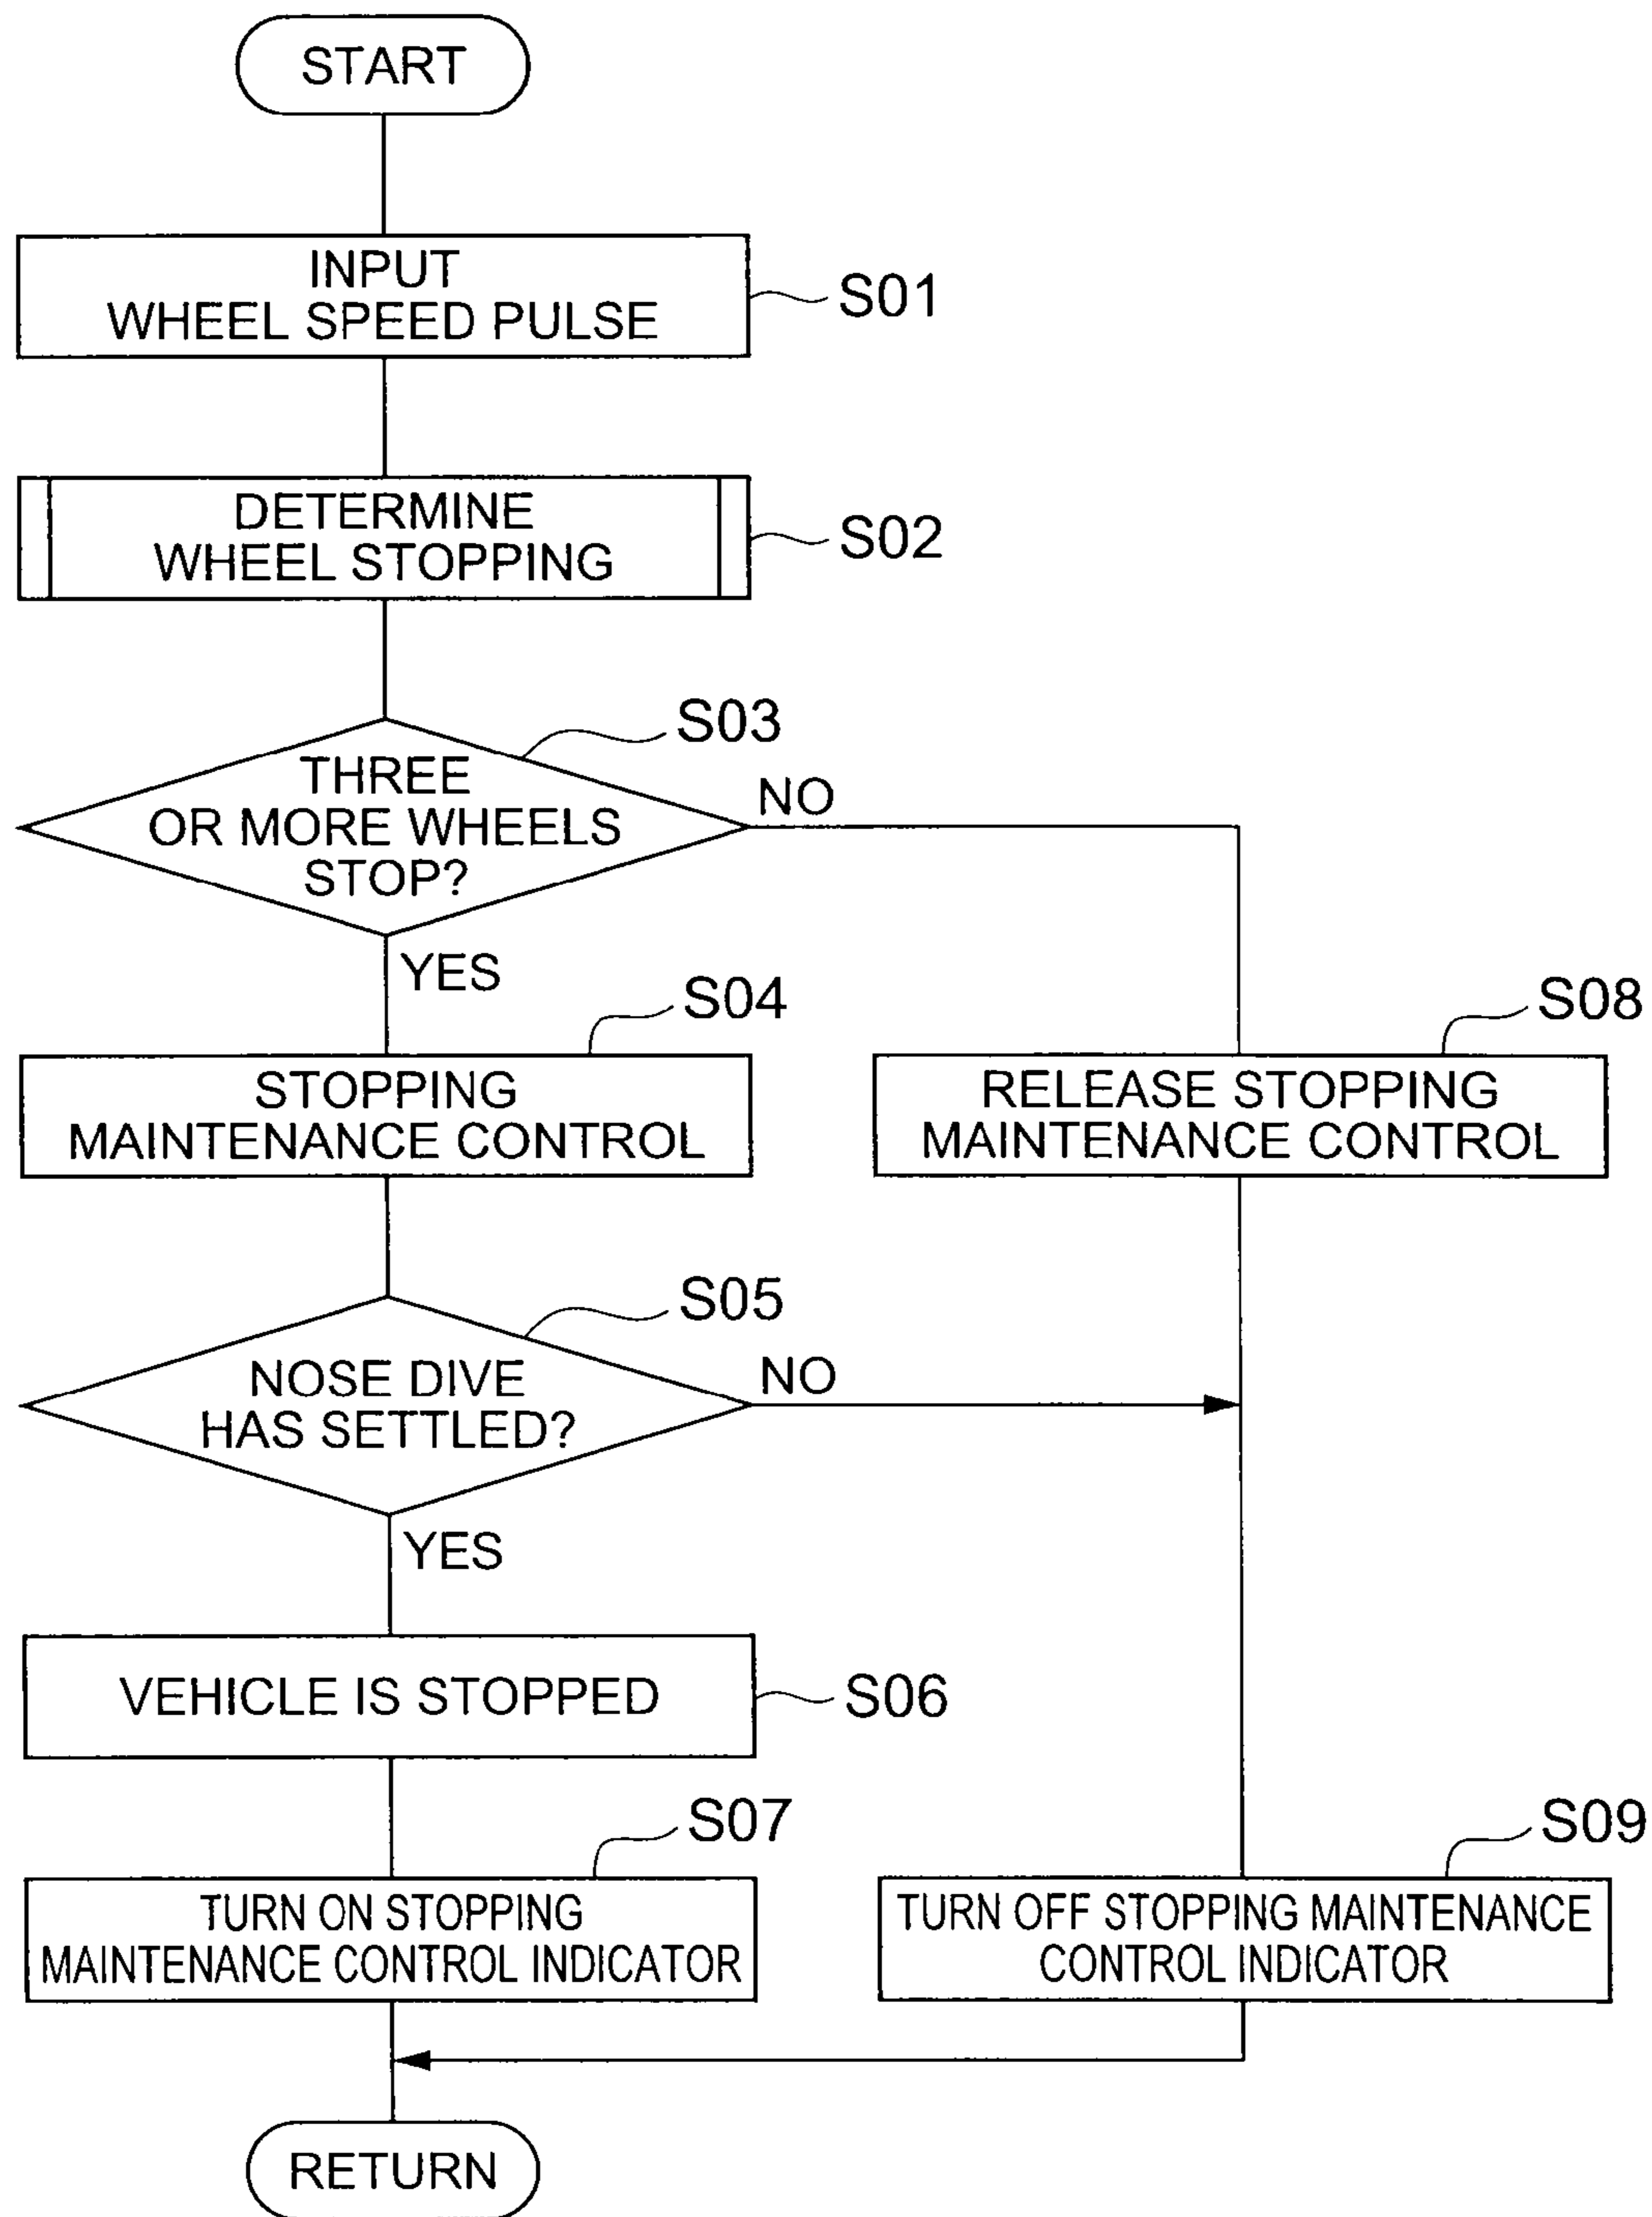 START
INPUT
WHEEL SPEED PULSE
S01
DETERMINE
WHEEL STOPPING
S02
S03
THREE
OR MORE WHEELS
STOP?
NO
YES
S04
STOPPING
MAINTENANCE CONTROL
S08
RELEASE STOPPING
MAINTENANCE CONTROL
S05
NOSE DIVE
HAS SETTLED?
NO
YES
VEHICLE IS STOPPED
S06
S07
TURN ON STOPPING
MAINTENANCE CONTROL INDICATOR
S09
TURN OFF STOPPING MAINTENANCE
CONTROL INDICATOR
RETURN